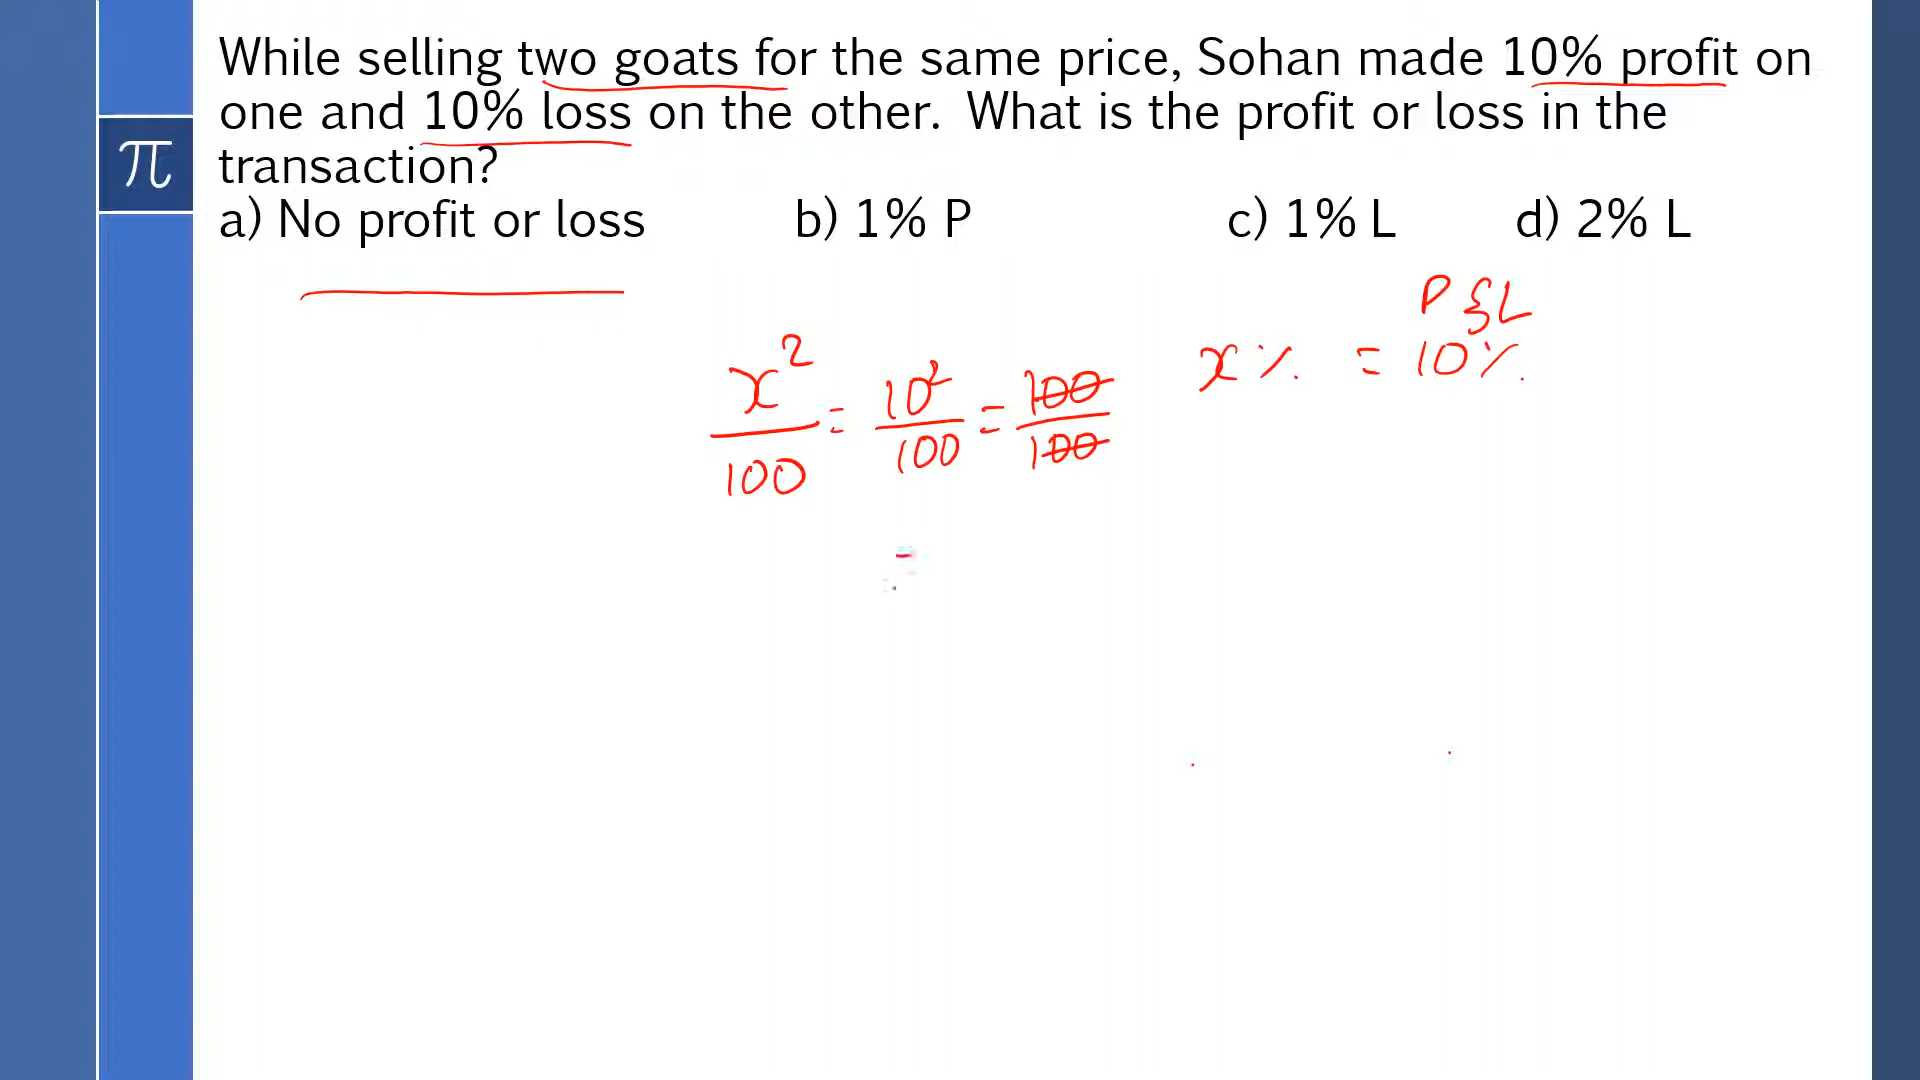 While selling two goats for the same price, Sohan made 10% profit on
one and 10% loss on the other. What is the profit or loss in the
π
transaction?
a) No profit or loss b) 1% P c) 1% L d) 2% L
P & L
x% = 10%
x²/100 = 10²/100 = 100/100
=